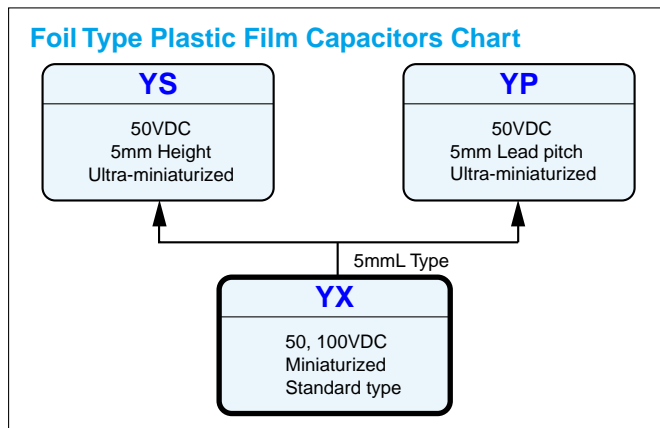 Foil Type Plastic Film Capacitors Chart
YS
50VDC
5mm Height
Ultra-miniaturized
YP
50VDC
5mm Lead pitch
Ultra-miniaturized
5mmL Type
YX
50, 100VDC
Miniaturized
Standard type